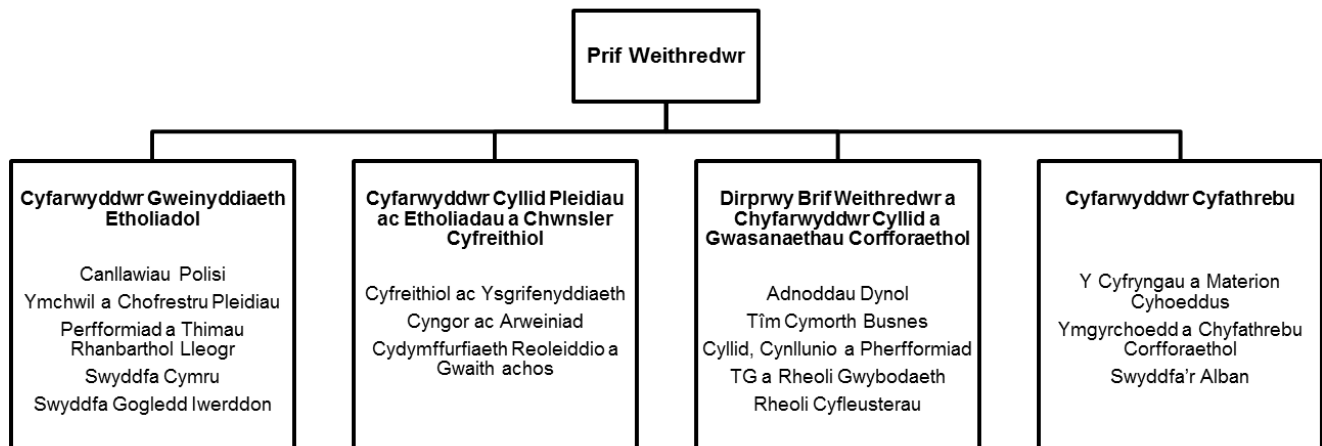 Prif Weithredwr
Cyfarwyddwr Gweinyddiaeth
Etholiadol
Canllawiau Polisi
Ymchwil a Chofrestru Pleidiau
Perfformiad a Thimau
Rhanbarthol Lleogr
Swyddfa Cymru
Swyddfa Gogledd Iwerddon
Cyfarwyddwr Cyllid Pleidiau
ac Etholiadau a Chwnsler
Cyfreithiol
Cyfreithiol ac Ysgrifenyddiaeth
Cyngor ac Arweiniad
Cydymffurfiaeth Reoleiddio a
Gwaith achos
Dirprwy Brif Weithredwr a
Chyfarwyddwr Cyllid a
Gwasanaethau Corfforaethol
Adnoddau Dynol
Tîm Cymorth Busnes
Cyllid, Cynllunio a Pherfformiad
TG a Rheoli Gwybodaeth
Rheoli Cyfleusterau
Cyfarwyddwr Cyfathrebu
Y Cyfryngau a Materion
Cyhoeddus
Ymgyrchoedd a Chyfathrebu
Corfforaethol
Swyddfa'r Alban